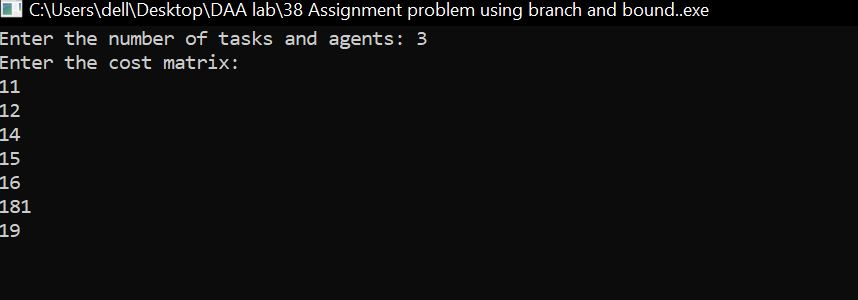 C:\Users\dell\Desktop\DAA lab\38 Assignment problem using branch and bound..exe
Enter the number of tasks and agents: 3
Enter the cost matrix:
11
12
14
15
16
181
19